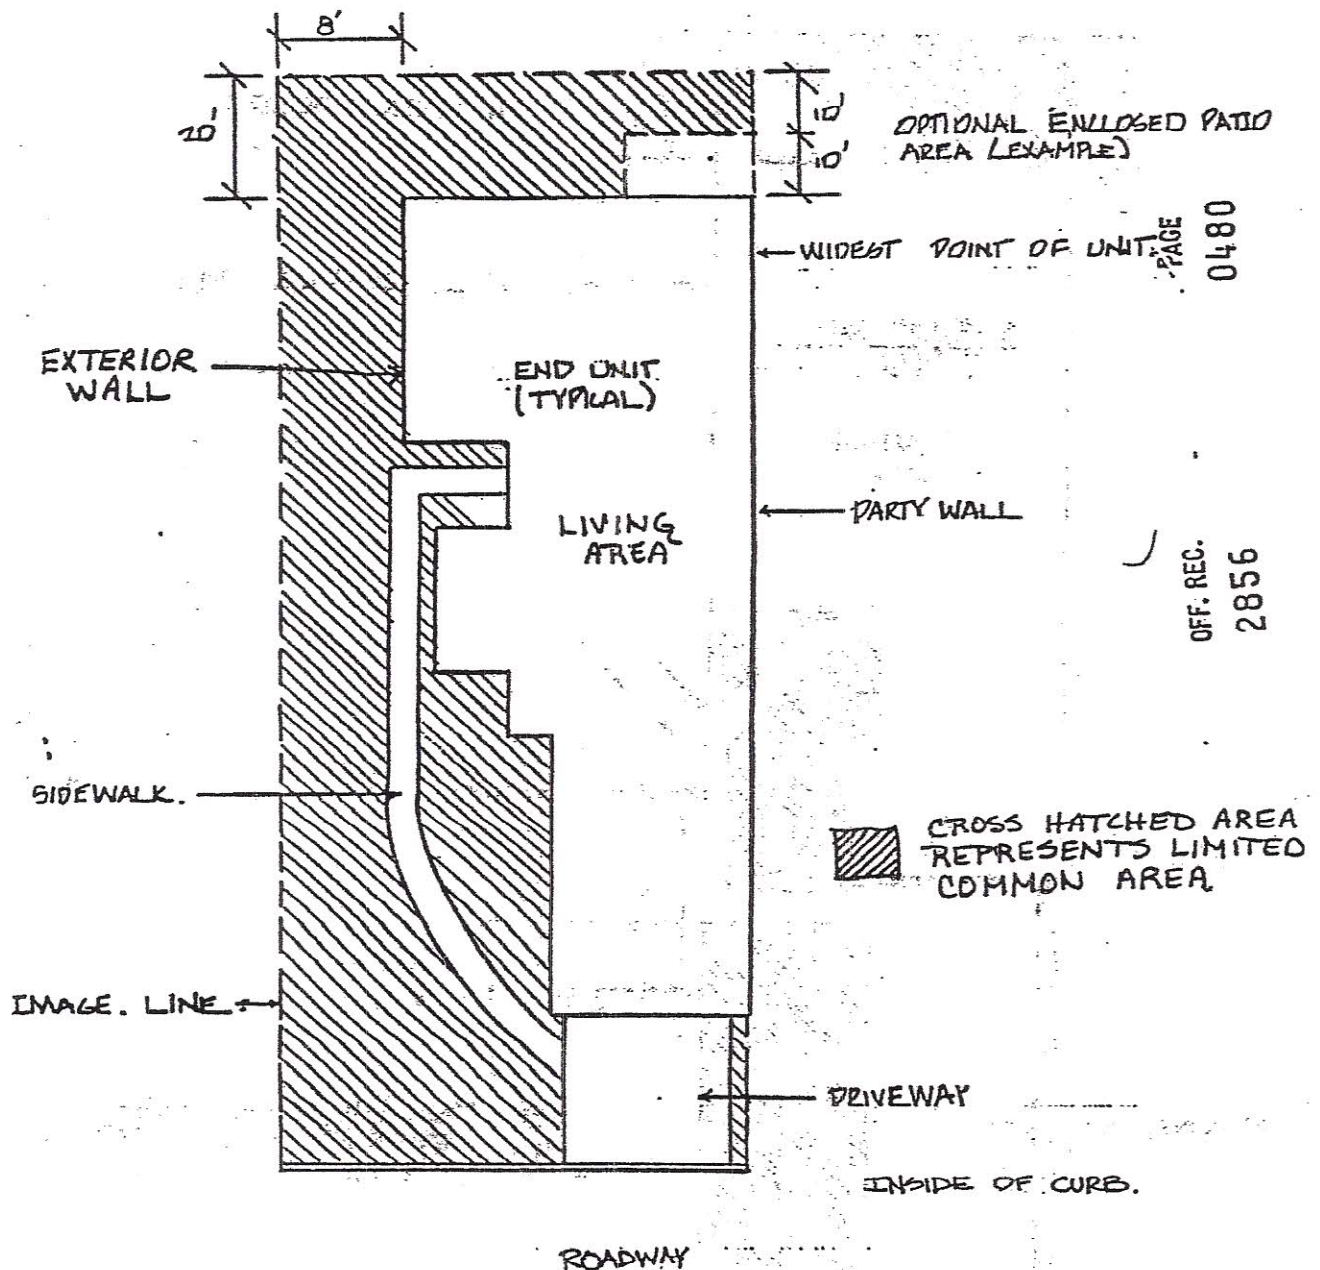 8'
20'
10'
10'
OPTIONAL ENCLOSED PATIO
AREA (EXAMPLE)
WIDEST POINT OF UNIT.
PAGE
0480
EXTERIOR
WALL
END UNIT
(TYPICAL)
PARTY WALL
LIVING
AREA
OFF. REC.
2856
SIDEWALK.
CROSS HATCHED AREA
REPRESENTS LIMITED
COMMON AREA
IMAGE. LINE.
DRIVEWAY
INSIDE OF CURB.
ROADWAY